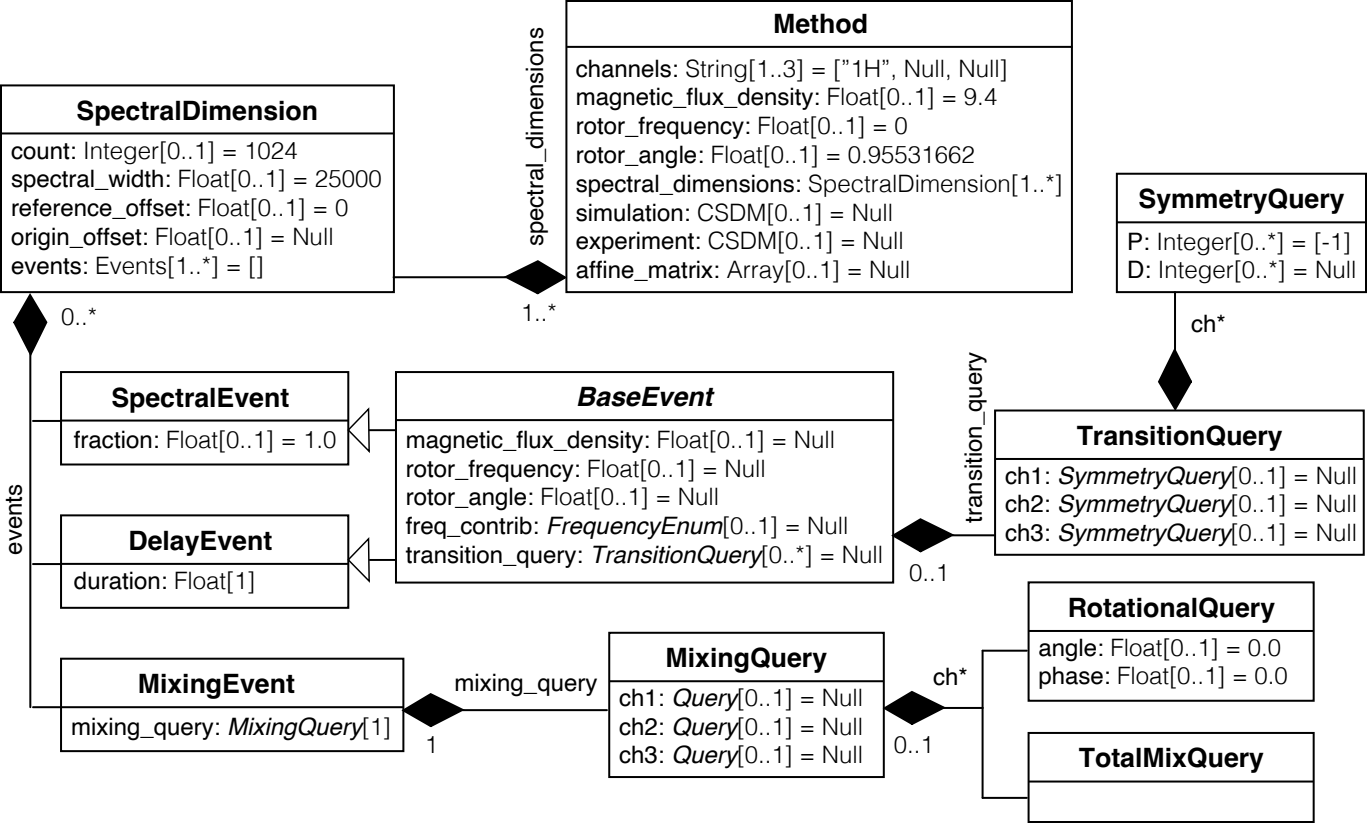 Method
channels: String[1..3] = ["1H”, Null, Null]
magnetic_flux_density: Float[0..1] = 9.4
rotor_frequency: Float[0..1] = 0
rotor_angle: Float[0..1] = 0.95531662
spectral_dimensions: SpectralDimension[1..*]
simulation: CSDM[0..1] = Null
experiment: CSDM[0..1] = Null
affine_matrix: Array[0..1] = Null
spectral_dimensions
1..*
SpectralDimension
count: Integer[0..1] = 1024
spectral_width: Float[0..1] = 25000
reference_offset: Float[0..1] = 0
origin_offset: Float[0..1] = Null
events: Events[1..*] = []
0..*
events
SymmetryQuery
P: Integer[0..*] = [-1]
D: Integer[0..*] = Null
ch*
SpectralEvent
fraction: Float[0..1] = 1.0
BaseEvent
magnetic_flux_density: Float[0..1] = Null
rotor_frequency: Float[0..1] = Null
rotor_angle: Float[0..1] = Null
freq_contrib: FrequencyEnum[0..1] = Null
transition_query: TransitionQuery[0..*] = Null
transition_query
0..1
TransitionQuery
ch1: SymmetryQuery[0..1] = Null
ch2: SymmetryQuery[0..1] = Null
ch3: SymmetryQuery[0..1] = Null
DelayEvent
duration: Float[1]
MixingEvent
mixing_query: MixingQuery[1]
mixing_query
1
MixingQuery
ch1: Query[0..1] = Null
ch2: Query[0..1] = Null
ch3: Query[0..1] = Null
ch*
0..1
RotationalQuery
angle: Float[0..1] = 0.0
phase: Float[0..1] = 0.0
TotalMixQuery